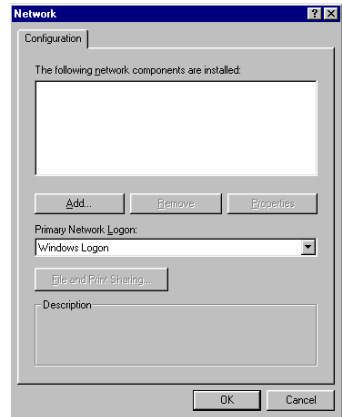 Network
Configuration
The following network components are installed:
Add... Remove Properties
Primary Network Logon:
Windows Logon
File and Print Sharing...
Description
OK Cancel